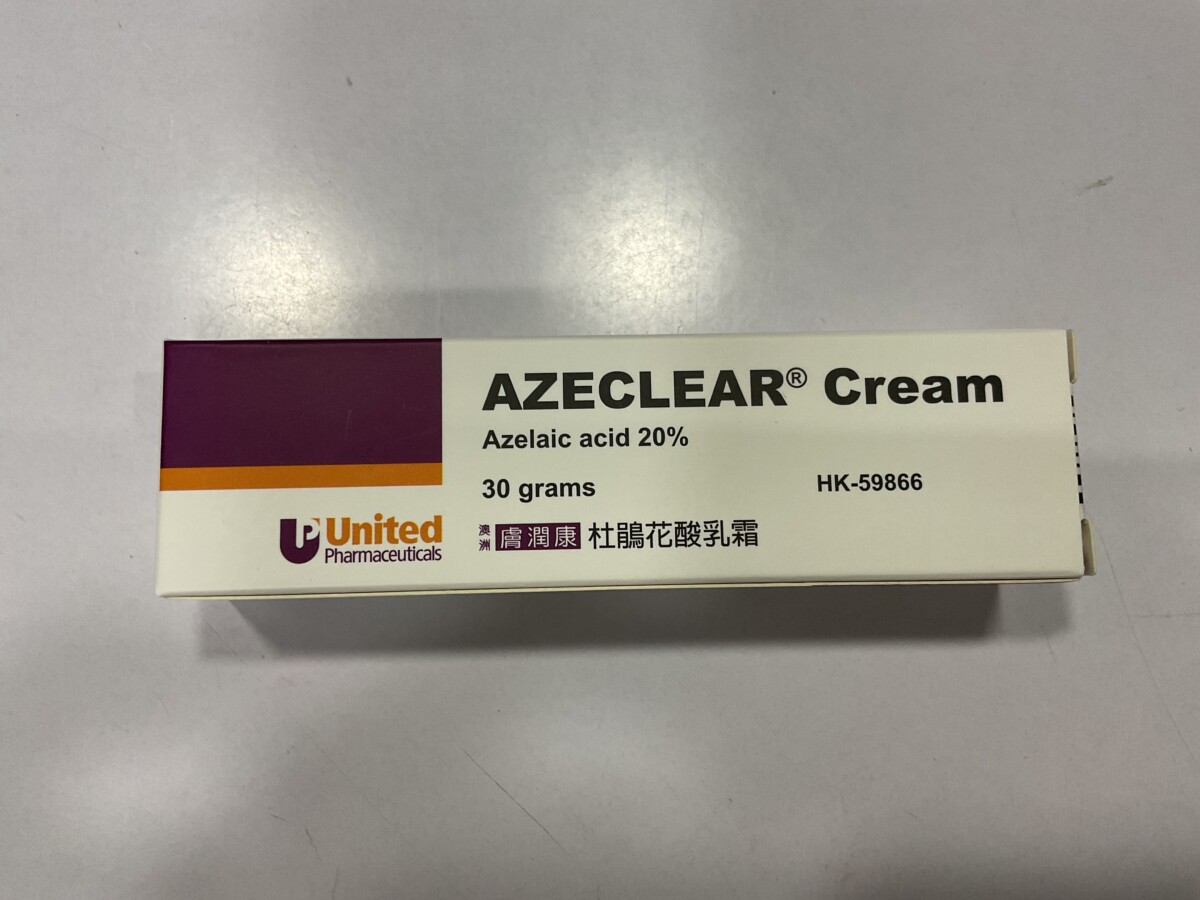 AZECLEAR® Cream
Azelaic acid 20%
30 grams
HK-59866
UP United
Pharmaceuticals
澳洲 膚潤康 杜鵑花酸乳霜